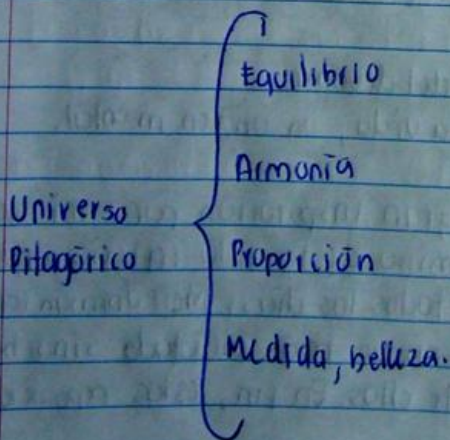 Equilibrio
Armonía
Universo
Pitagórico
Proporción
Medida, belleza.